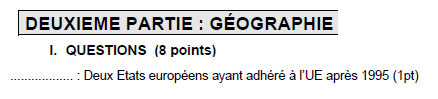 DEUXIEME PARTIE : GÉOGRAPHIE
I. QUESTIONS (8 points)
.................. : Deux Etats européens ayant adhéré à l'UE après 1995 (1pt)